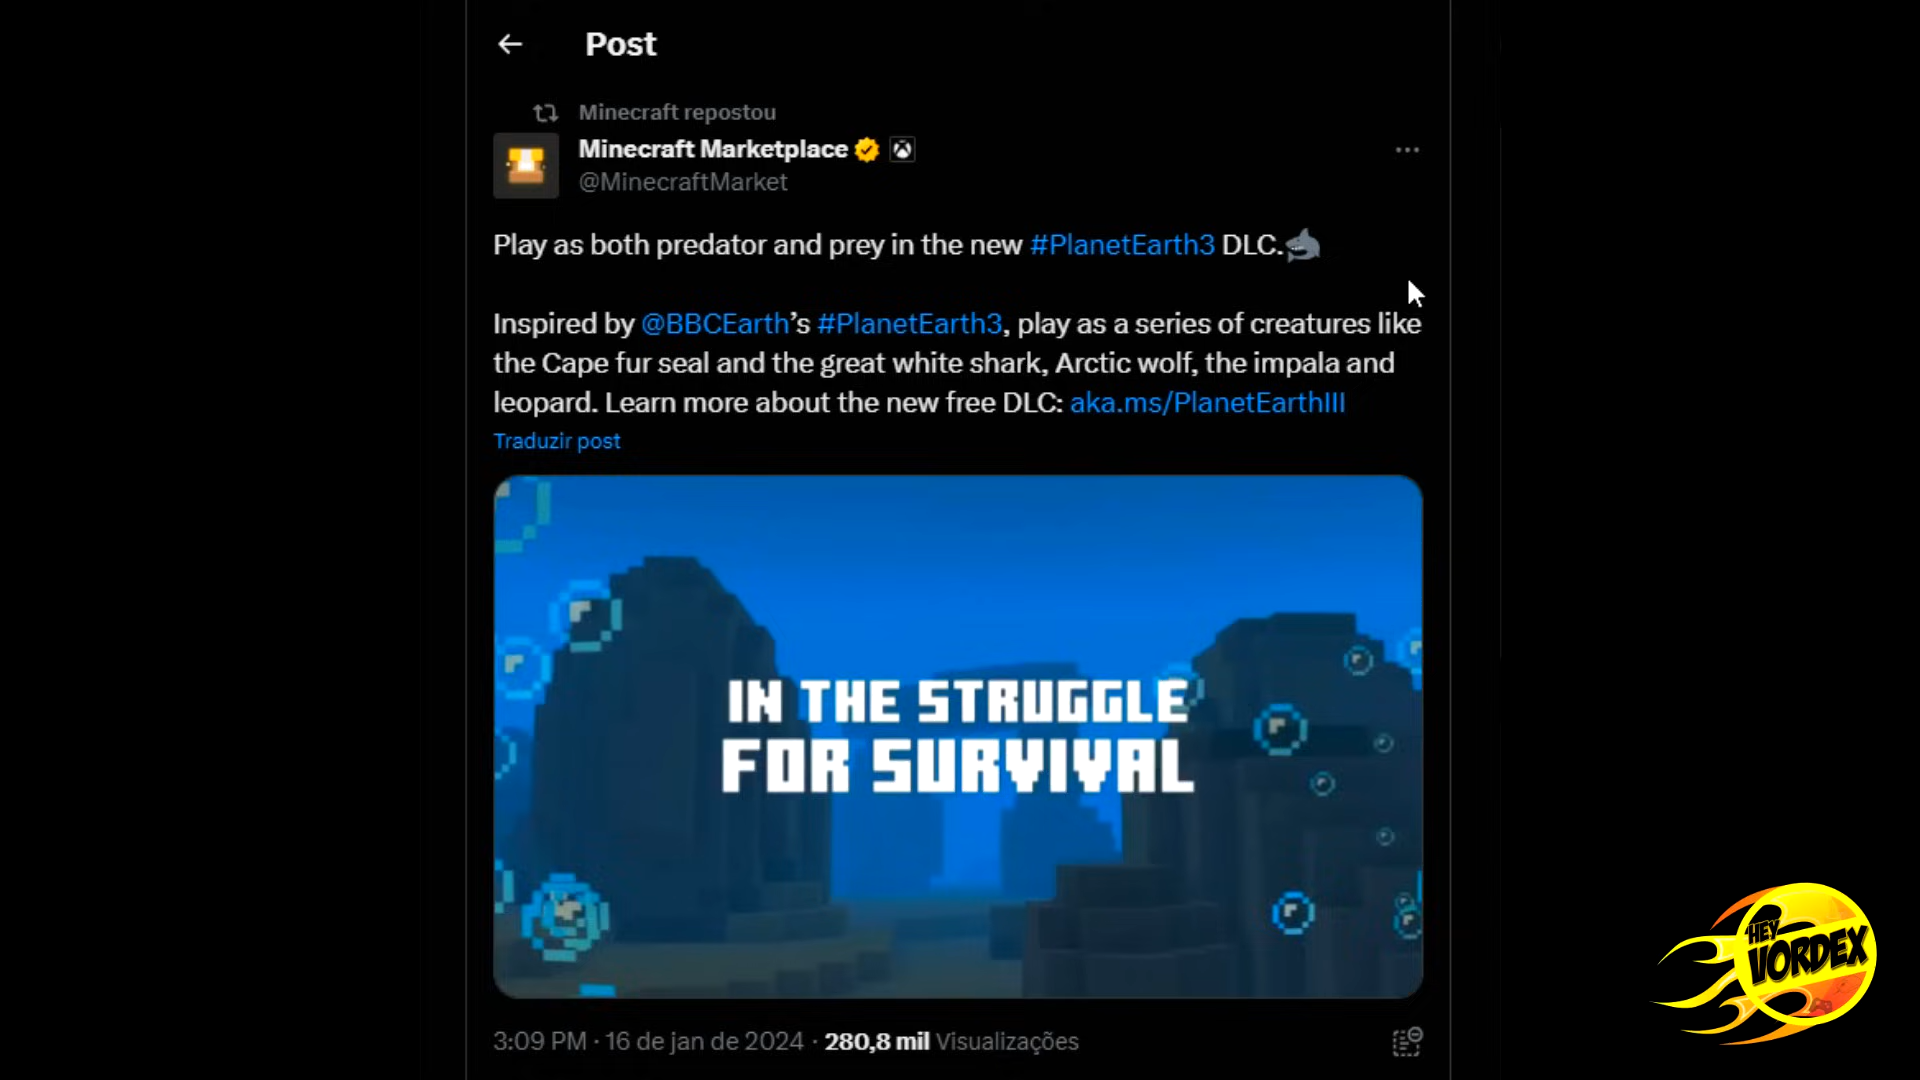 Post
Minecraft repostou
Minecraft Marketplace
@MinecraftMarket
Play as both predator and prey in the new #PlanetEarth3 DLC.
Inspired by @BBCEarth’s #PlanetEarth3, play as a series of creatures like
the Cape fur seal and the great white shark, Arctic wolf, the impala and
leopard. Learn more about the new free DLC: aka.ms/PlanetEarthIII
Traduzir post
IN THE STRUGGLE
FOR SURVIVAL
3:09 PM · 16 de jan de 2024 · 280,8 mil Visualizações
HEY
VORDEX